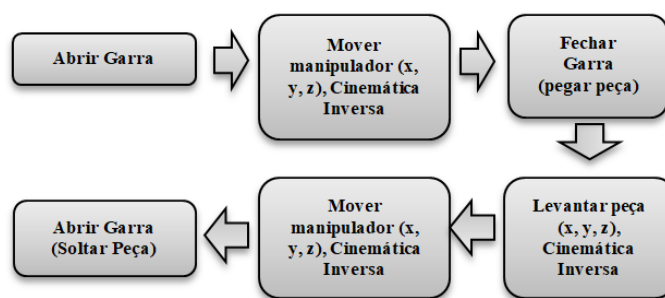 Abrir Garra
Mover
manipulador (x,
y, z), Cinemática
Inversa
Fechar
Garra
(pegar peça)
Levantar peça
(x, y, z),
Cinemática
Inversa
Mover
manipulador (x,
y, z), Cinemática
Inversa
Abrir Garra
(Soltar Peça)